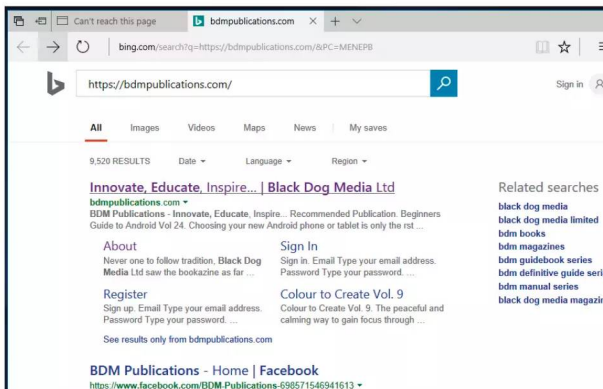 Can't reach this page
bdmpublications.com
bing.com/search?q=https://bdmpublications.com/&PC=MENEPB
https://bdmpublications.com/
Sign in
All Images Videos Maps News My saves
9,520 RESULTS Date Language Region
Innovate, Educate, Inspire... | Black Dog Media Ltd
bdmpublications.com
BDM Publications - Innovate, Educate, Inspire... Recommended Publication. Beginners
Guide to Android Vol 24. Choosing your new Android phone or tablet is only the rst ...
About
Never one to follow tradition, Black Dog
Media Ltd saw the bookazine as far ...
Sign In
Sign in. Email Type your email address.
Password Type your password. ...
Register
Sign up. Email Type your email address.
Password Type your password. ...
Colour to Create Vol. 9
Colour to Create Vol. 9. The peaceful and
calming way to gain focus through ...
See results only from bdmpublications.com
BDM Publications - Home | Facebook
https://www.facebook.com/BDM-Publications-698571546941613
Related searches
black dog media
black dog media limited
bdm books
bdm magazines
bdm guidebook series
bdm definitive guide seri
bdm manual series
black dog media magazin